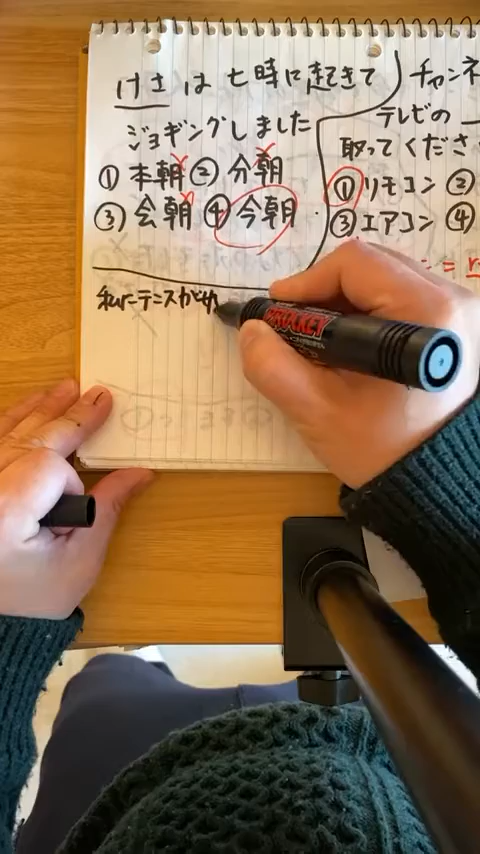 けさは七時に起きて
ジョギングしました
① 本朝 ② 分朝
③ 会朝 ④ 今朝
チャンネ
テレビの
取ってくださ
① リモコン ②
③ エアコン ④
= r
私はテニスが
PROCKEY